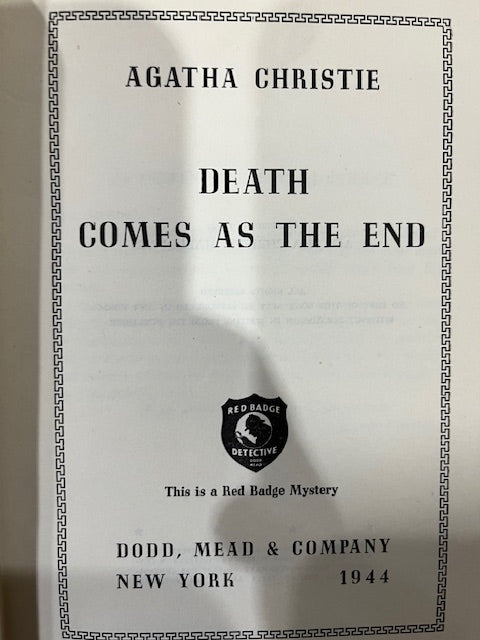 AGATHA CHRISTIE
DEATH
COMES AS THE END
RED BADGE
DETECTIVE
DODD
MEAD
This is a Red Badge Mystery
DODD, MEAD & COMPANY
NEW YORK 1944